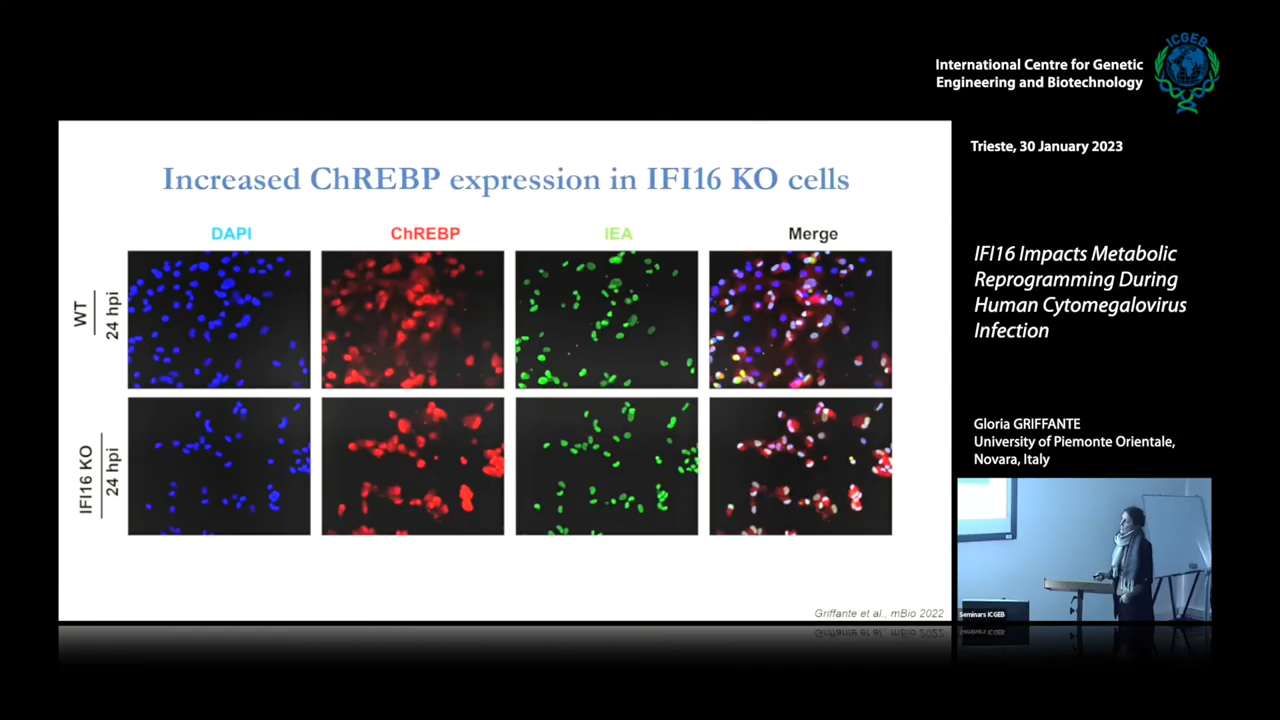 International Centre for Genetic
Engineering and Biotechnology
ICGEB
Trieste, 30 January 2023
IFI16 Impacts Metabolic
Reprogramming During
Human Cytomegalovirus
Infection
Gloria GRIFFANTE
University of Piemonte Orientale,
Novara, Italy
Seminars ICGEB
Increased ChREBP expression in IFI16 KO cells
DAPI ChREBP IEA Merge
WT
24 hpi
IFI16 KO
24 hpi
Griffante et al., mBio 2022